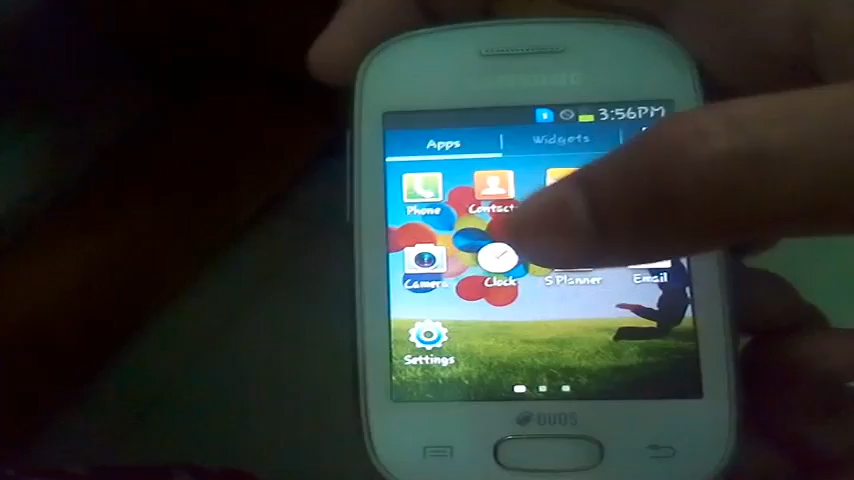 SAMSUNG
3:56PM
Apps Widgets
Phone Contacts
Camera Clock S Planner Email
Settings
DUOS